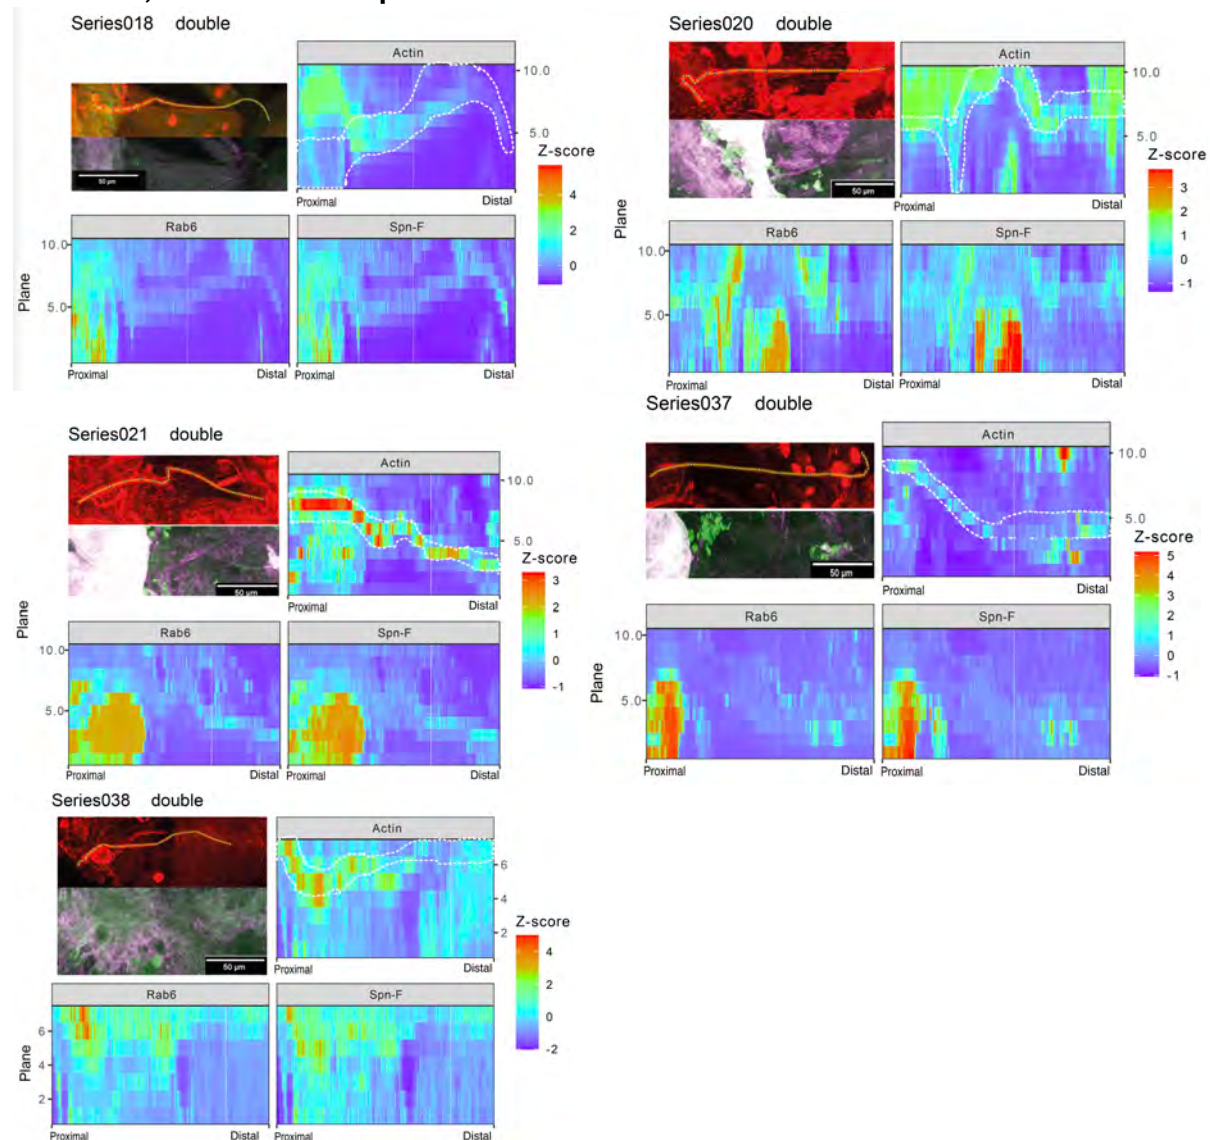 Series018 double
Actin
10.0
5.0
50 µm
Proximal
Distal
Z-score
4
2
0
Rab6
Spn-F
Plane
10.0
5.0
Proximal
Distal
Proximal
Distal
Series020 double
Actin
10.0
5.0
50 µm
Proximal
Distal
Z-score
3
2
1
0
-1
Rab6
Spn-F
Plane
10.0
5.0
Proximal
Distal
Proximal
Distal
Series021 double
Actin
10.0
5.0
50 µm
Proximal
Distal
Z-score
3
2
1
0
-1
Rab6
Spn-F
Plane
10.0
5.0
Proximal
Distal
Proximal
Distal
Series037 double
Actin
10.0
5.0
50 µm
Proximal
Distal
Z-score
5
4
3
2
1
0
-1
Rab6
Spn-F
Plane
10.0
5.0
Proximal
Distal
Proximal
Distal
Series038 double
Actin
6
4
2
50 µm
Proximal
Distal
Z-score
4
2
0
-2
Rab6
Spn-F
Plane
6
4
2
Proximal
Distal
Proximal
Distal